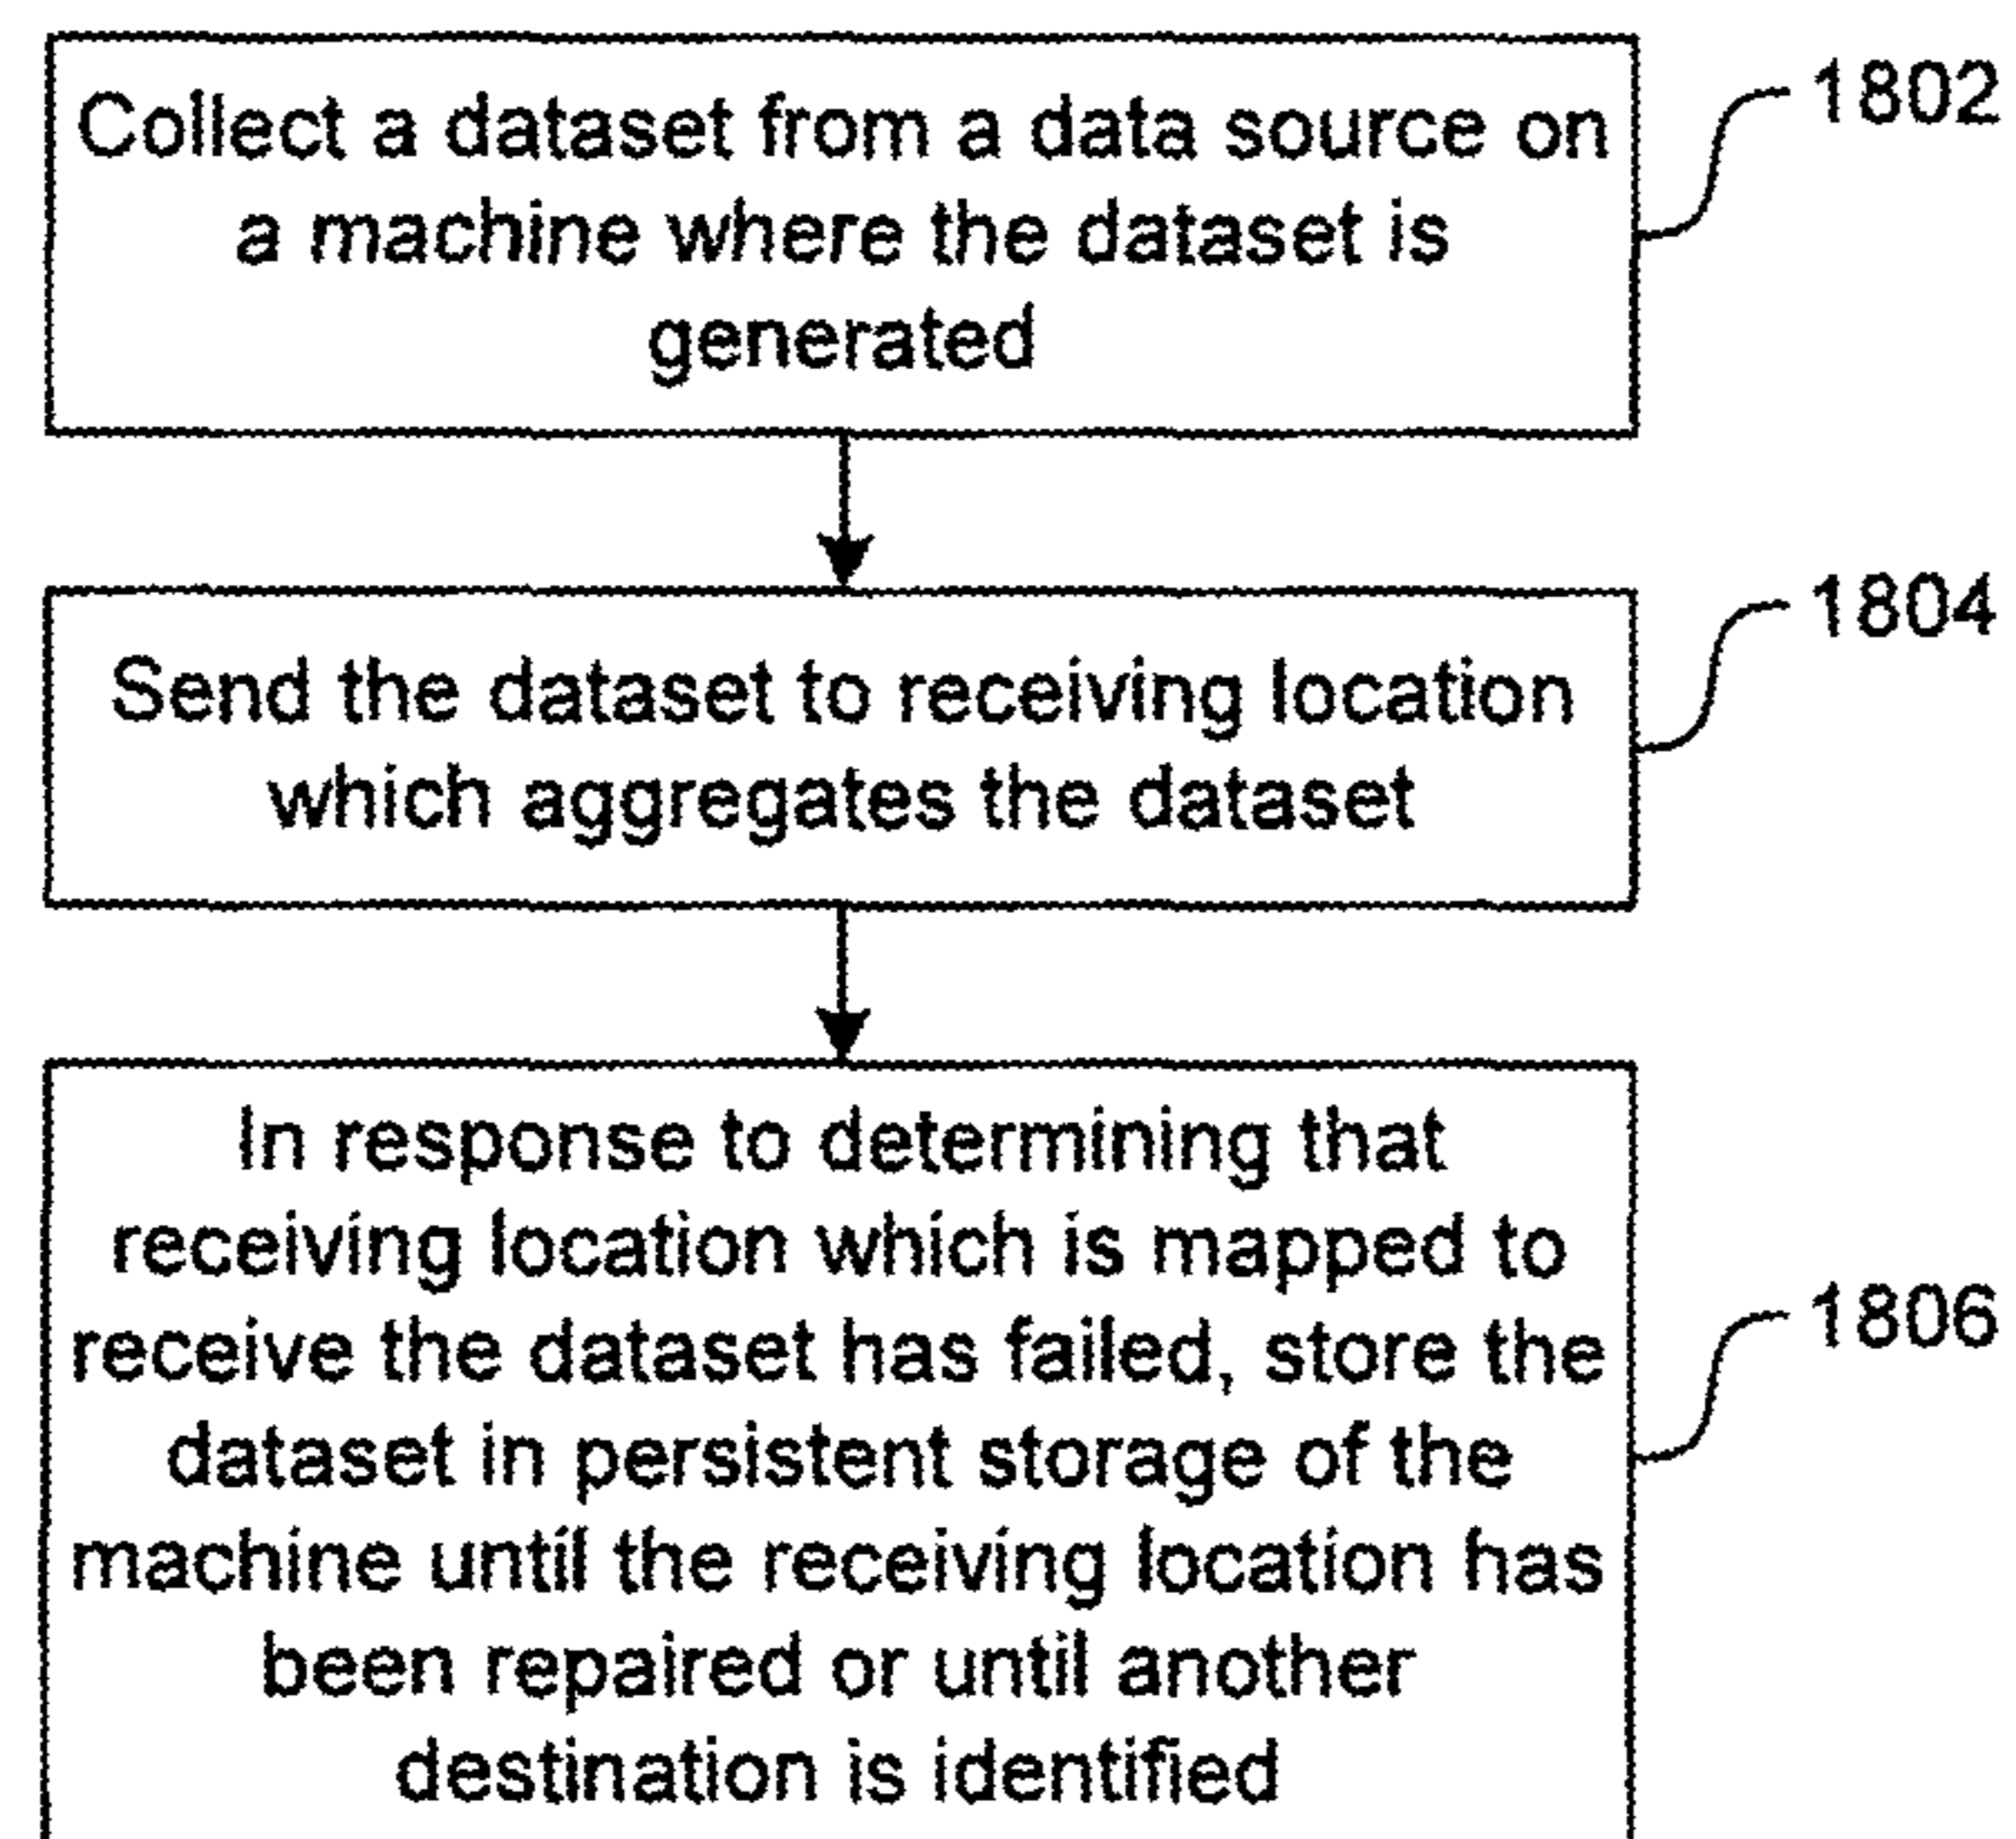 Collect a dataset from a data source on
a machine where the dataset is
generated
1802
Send the dataset to receiving location
which aggregates the dataset
1804
In response to determining that
receiving location which is mapped to
receive the dataset has failed, store the
dataset in persistent storage of the
machine until the receiving location has
been repaired or until another
destination is identified
1806